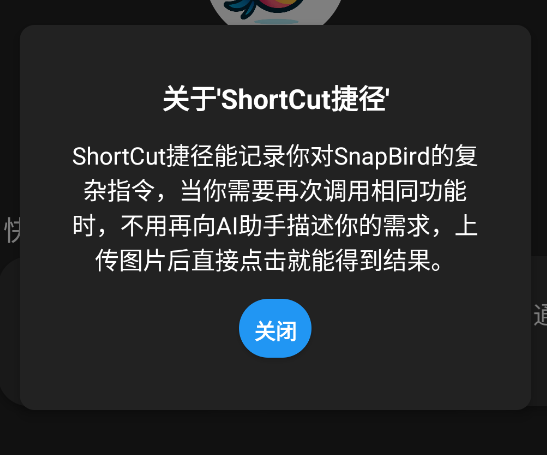 关于'ShortCut捷径'
ShortCut捷径能记录你对SnapBird的复
杂指令，当你需要再次调用相同功能
时，不用再向AI助手描述你的需求，上
传图片后直接点击就能得到结果。
快
通
关闭